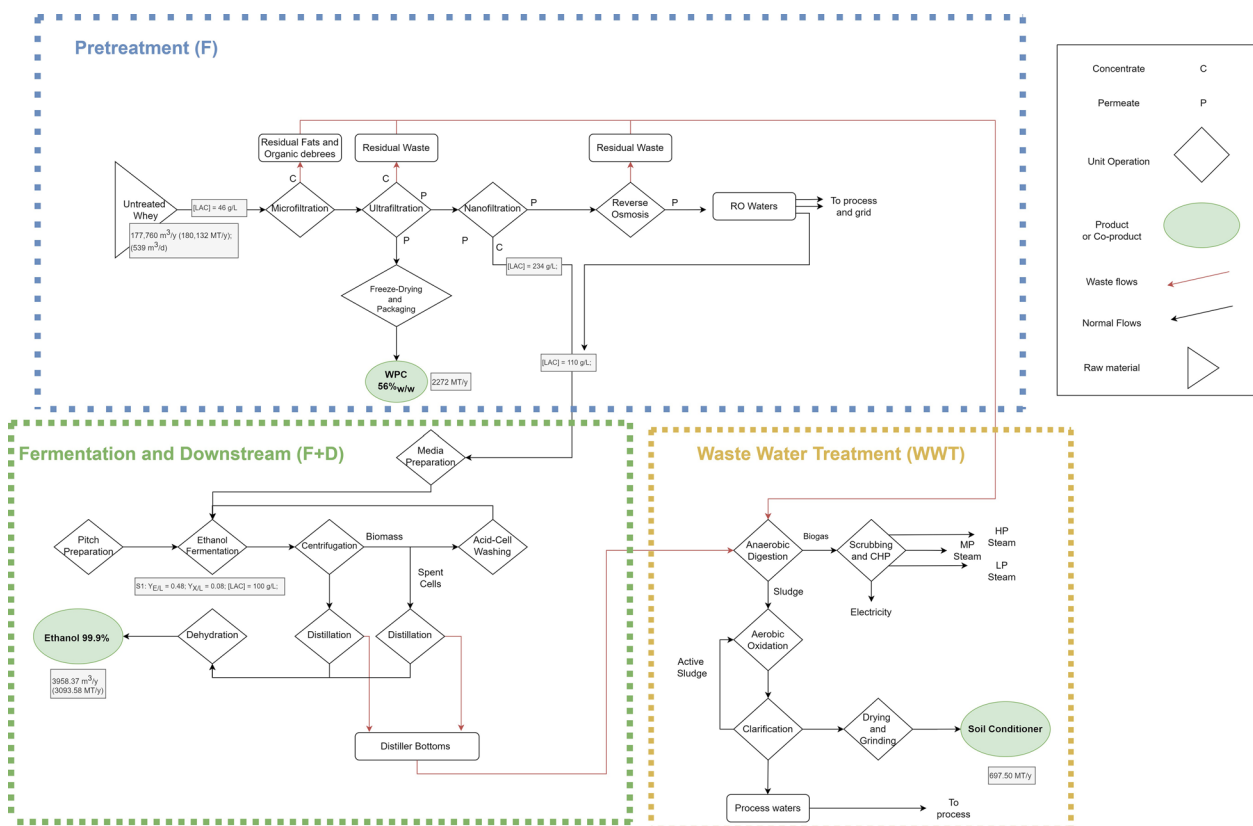 Pretreatment (F)
Residual Fats and
Organic debrees
Residual Waste
Residual Waste
C
C
P
Untreated
Whey
[LAC] = 46 g/L
Microfiltration
Ultrafiltration
Nanofiltration
P
Reverse
Osmosis
P
RO Waters
To process
and grid
177,760 m³/y (180,132 MT/y);
(539 m³/d)
P
P
C
[LAC] = 234 g/L;
Freeze-Drying
and
Packaging
[LAC] = 110 g/L;
WPC
56%w/w
2272 MT/y
Concentrate
C
Permeate
P
Unit Operation
Product
or Co-product
Waste flows
Normal Flows
Raw material
Fermentation and Downstream (F+D)
Media
Preparation
Pitch
Preparation
Ethanol
Fermentation
Centrifugation
Biomass
Acid-Cell
Washing
Spent
Cells
S1: YE/L = 0.48; YX/L = 0.08; [LAC] = 100 g/L;
Ethanol 99.9%
Dehydration
Distillation
Distillation
3958.37 m³/y
(3093.58 MT/y)
Distiller Bottoms
Waste Water Treatment (WWT)
Anaerobic
Digestion
Biogas
Scrubbing
and CHP
HP
Steam
MP
Steam
LP
Steam
Sludge
Electricity
Aerobic
Oxidation
Active
Sludge
Clarification
Drying
and
Grinding
Soil Conditioner
697.50 MT/y
Process waters
To
process